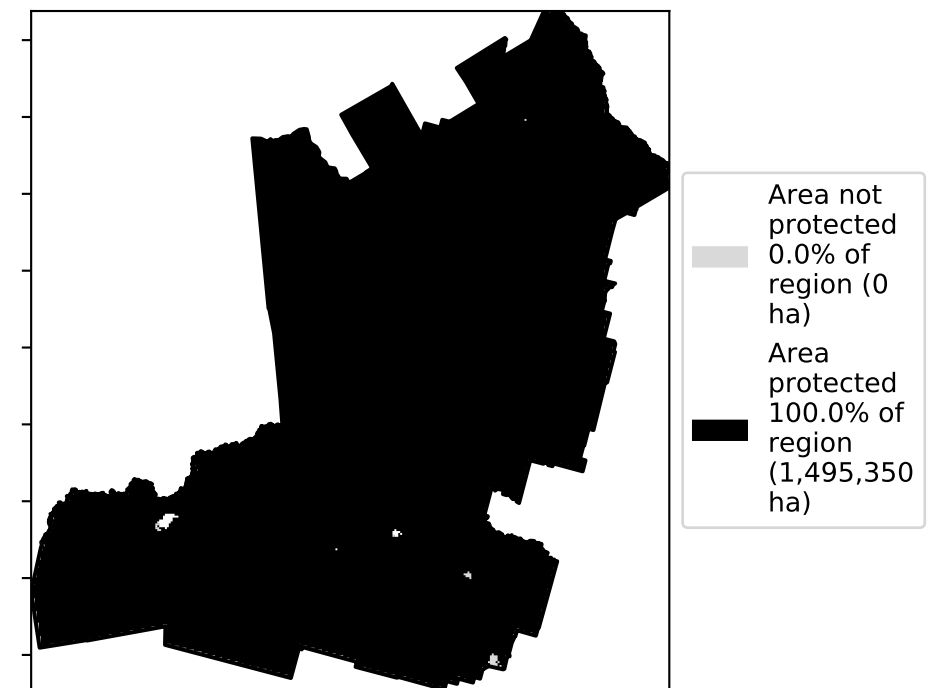 Area not
protected
0.0% of
region (0
ha)
Area
protected
100.0% of
region
(1,495,350
ha)